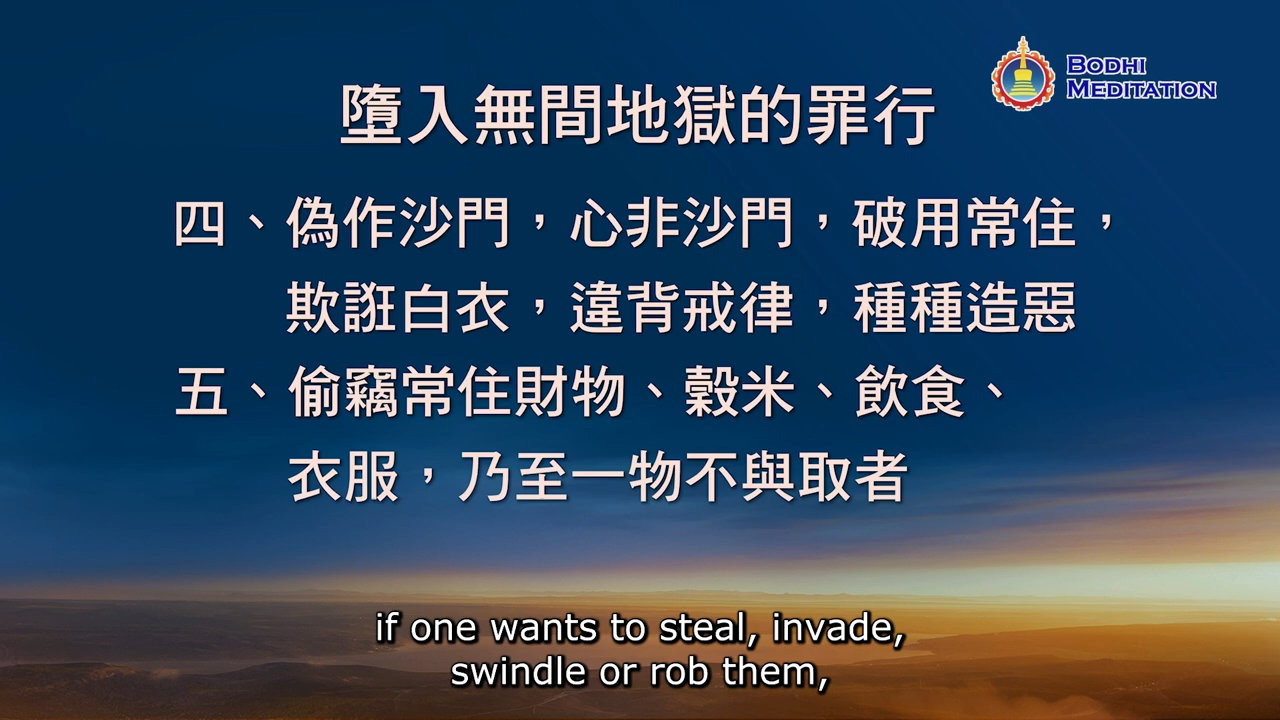 BODHI
MEDITATION
墮入無間地獄的罪行
四、偽作沙門，心非沙門，破用常住，
欺誑白衣，違背戒律，種種造惡
五、偷竊常住財物、穀米、飲食、
衣服，乃至一物不與取者
if one wants to steal, invade,
swindle or rob them,